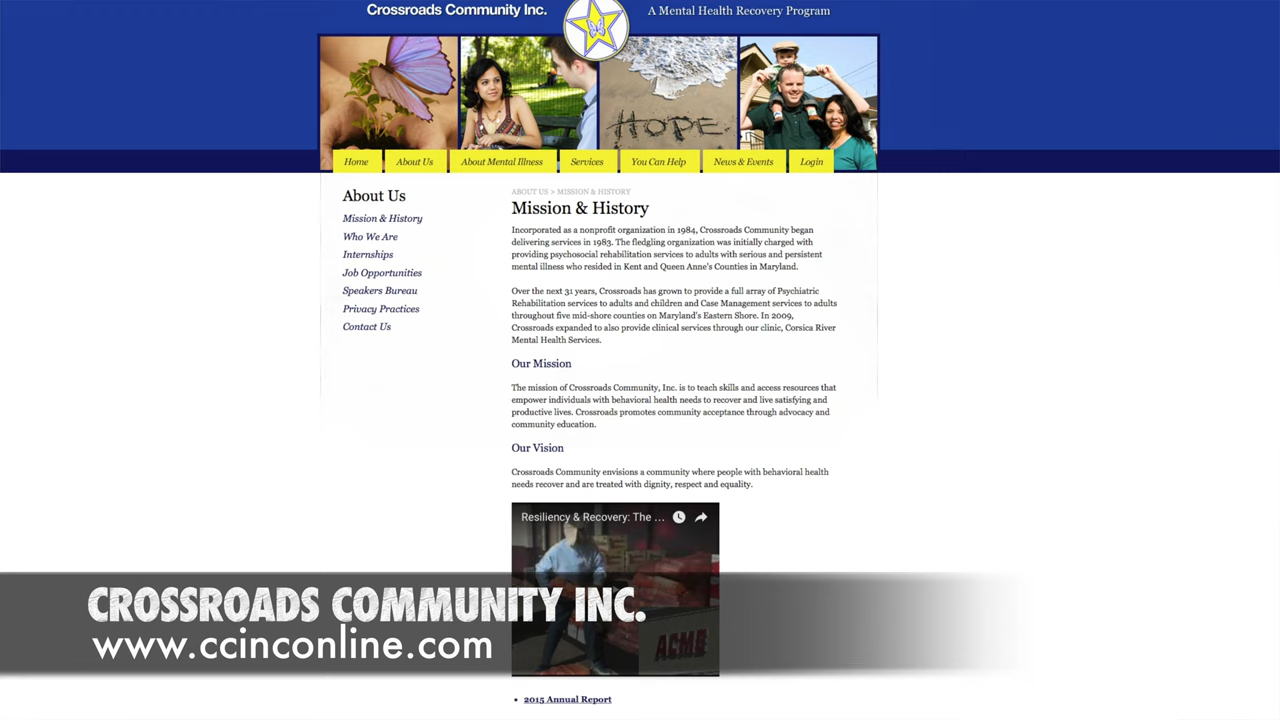 Crossroads Community Inc.
A Mental Health Recovery Program
HOPE
Home
About Us
About Mental Illness
Services
You Can Help
News & Events
Login
About Us
Mission & History
Who We Are
Internships
Job Opportunities
Speakers Bureau
Privacy Practices
Contact Us
ABOUT US > MISSION & HISTORY
Mission & History
Incorporated as a nonprofit organization in 1984, Crossroads Community began
delivering services in 1983. The fledgling organization was initially charged with
providing psychosocial rehabilitation services to adults with serious and persistent
mental illness who resided in Kent and Queen Anne's Counties in Maryland.
Over the next 31 years, Crossroads has grown to provide a full array of Psychiatric
Rehabilitation services to adults and children and Case Management services to adults
throughout five mid-shore counties on Maryland's Eastern Shore. In 2009,
Crossroads expanded to also provide clinical services through our clinic, Corsica River
Mental Health Services.
Our Mission
The mission of Crossroads Community, Inc. is to teach skills and access resources that
empower individuals with behavioral health needs to recover and live satisfying and
productive lives. Crossroads promotes community acceptance through advocacy and
community education.
Our Vision
Crossroads Community envisions a community where people with behavioral health
needs recover and are treated with dignity, respect and equality.
Resiliency & Recovery: The ...
ACME
CROSSROADS COMMUNITY INC.
www.ccinconline.com
• 2015 Annual Report